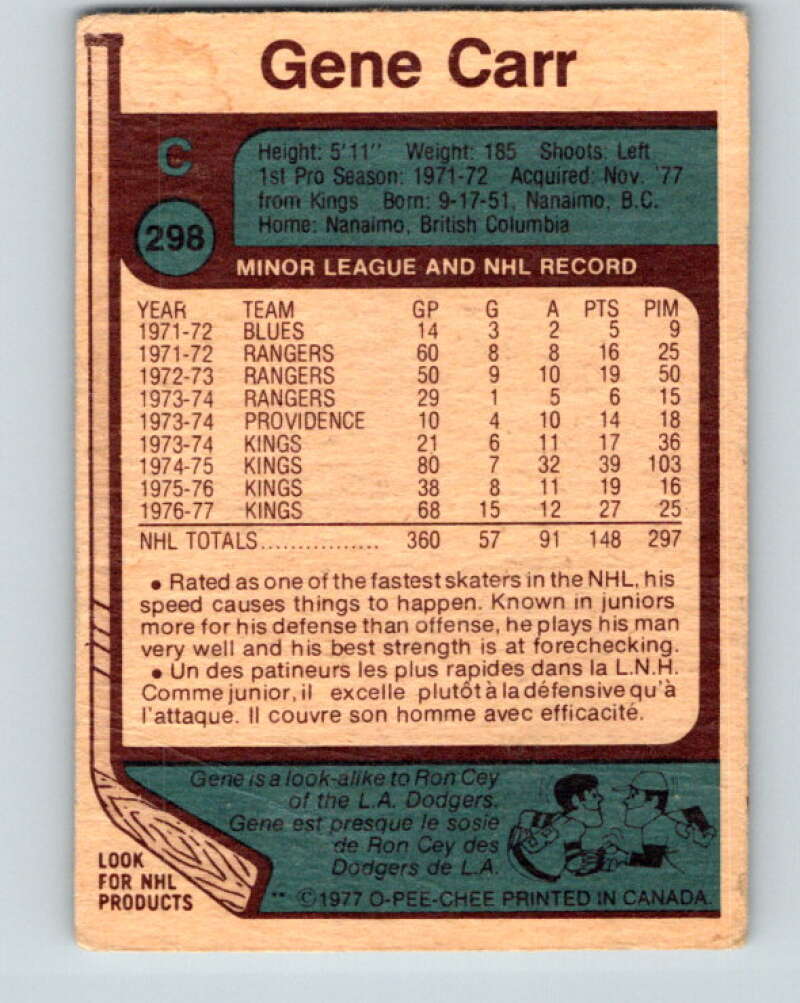 Gene Carr
C
Height: 5'11" Weight: 185 Shoots: Left
1st Pro Season: 1971-72 Acquired: Nov. '77
from Kings Born: 9-17-51, Nanaimo, B.C.
Home: Nanaimo, British Columbia
298
MINOR LEAGUE AND NHL RECORD
YEAR TEAM GP G A PTS PIM
1971-72 BLUES 14 3 2 5 9
1971-72 RANGERS 60 8 8 16 25
1972-73 RANGERS 50 9 10 19 50
1973-74 RANGERS 29 1 5 6 15
1973-74 PROVIDENCE 10 4 10 14 18
1973-74 KINGS 21 6 11 17 36
1974-75 KINGS 80 7 32 39 103
1975-76 KINGS 38 8 11 19 16
1976-77 KINGS 68 15 12 27 25
NHL TOTALS................ 360 57 91 148 297
• Rated as one of the fastest skaters in the NHL, his
speed causes things to happen. Known in juniors
more for his defense than offense, he plays his man
very well and his best strength is at forechecking.
• Un des patineurs les plus rapides dans la L.N.H.
Comme junior, il excelle plutôt à la défensive qu'à
l'attaque. Il couvre son homme avec efficacité.
Gene is a look-alike to Ron Cey
of the L.A. Dodgers.
Gene est presque le sosie
de Ron Cey des
Dodgers de L.A.
LOOK
FOR NHL
PRODUCTS
** ©1977 O-PEE-CHEE PRINTED IN CANADA.